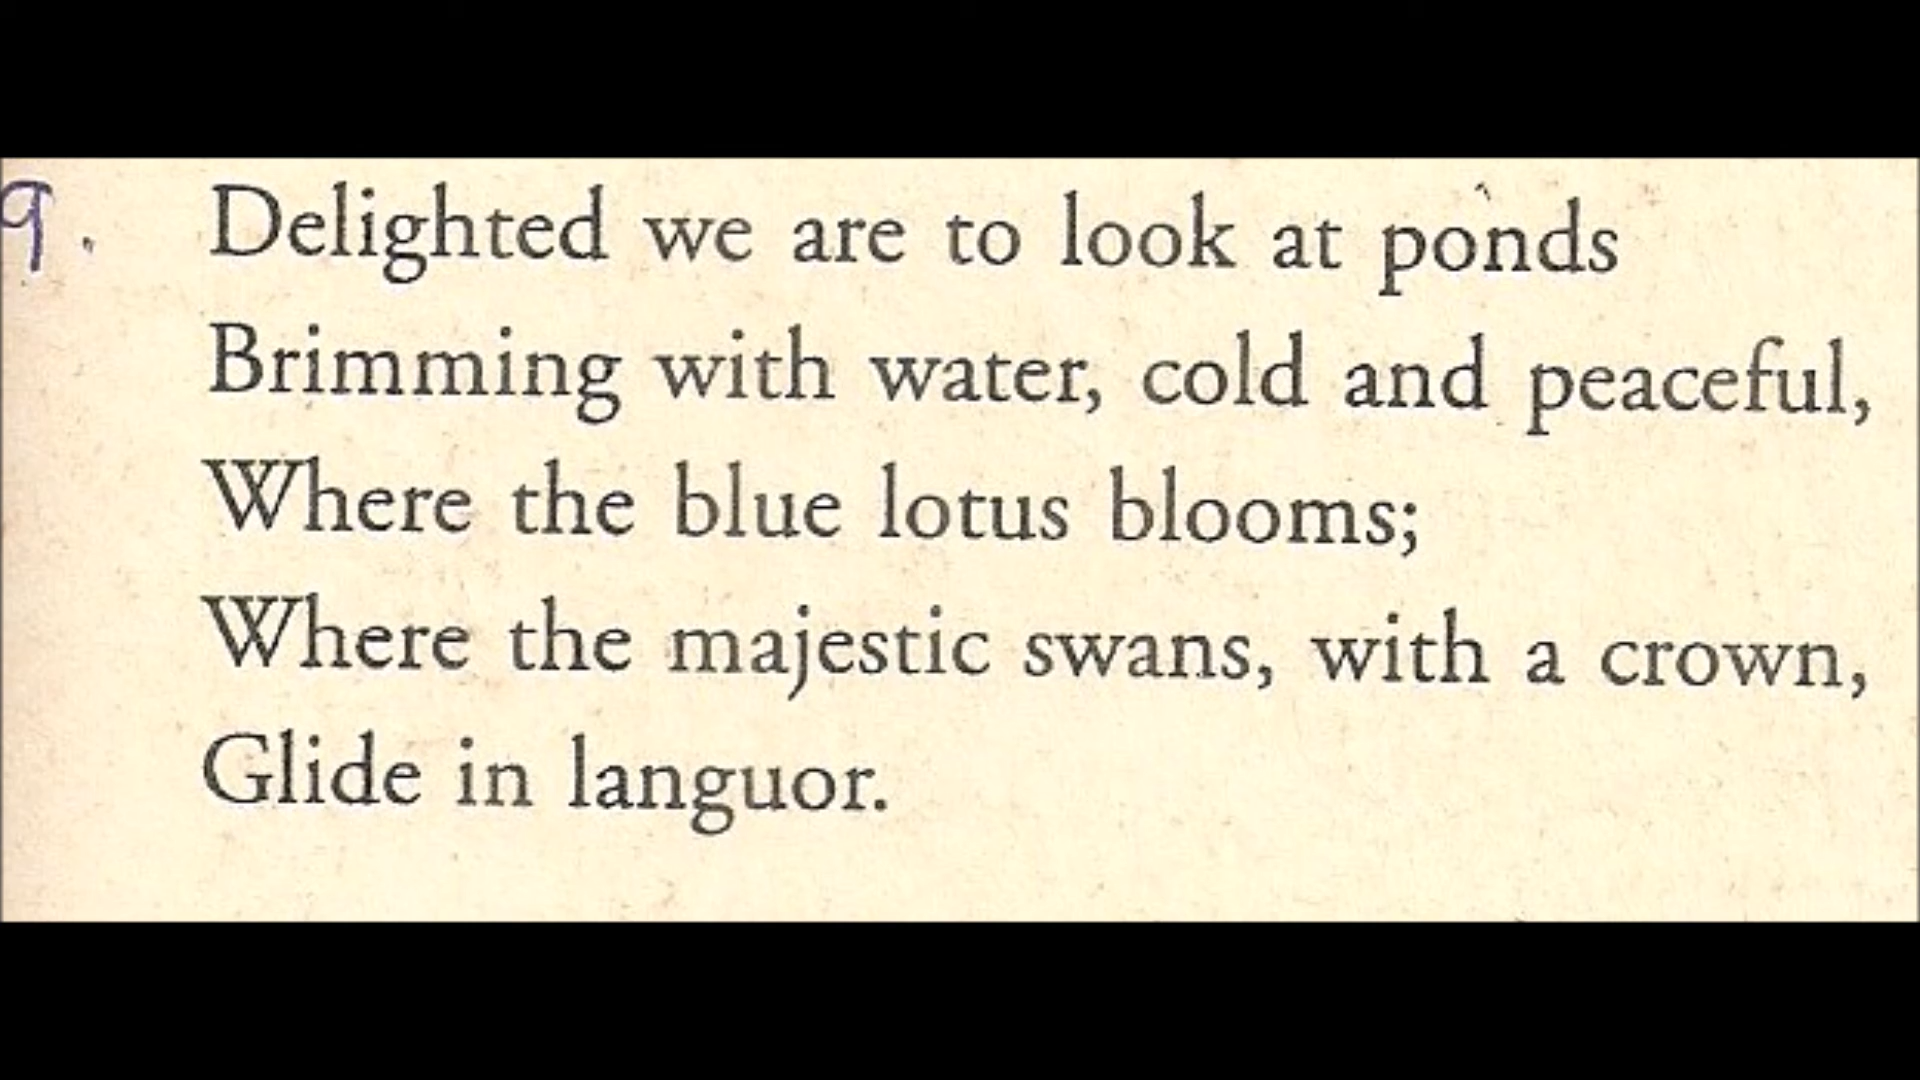 9. Delighted we are to look at ponds
Brimming with water, cold and peaceful,
Where the blue lotus blooms;
Where the majestic swans, with a crown,
Glide in languor.